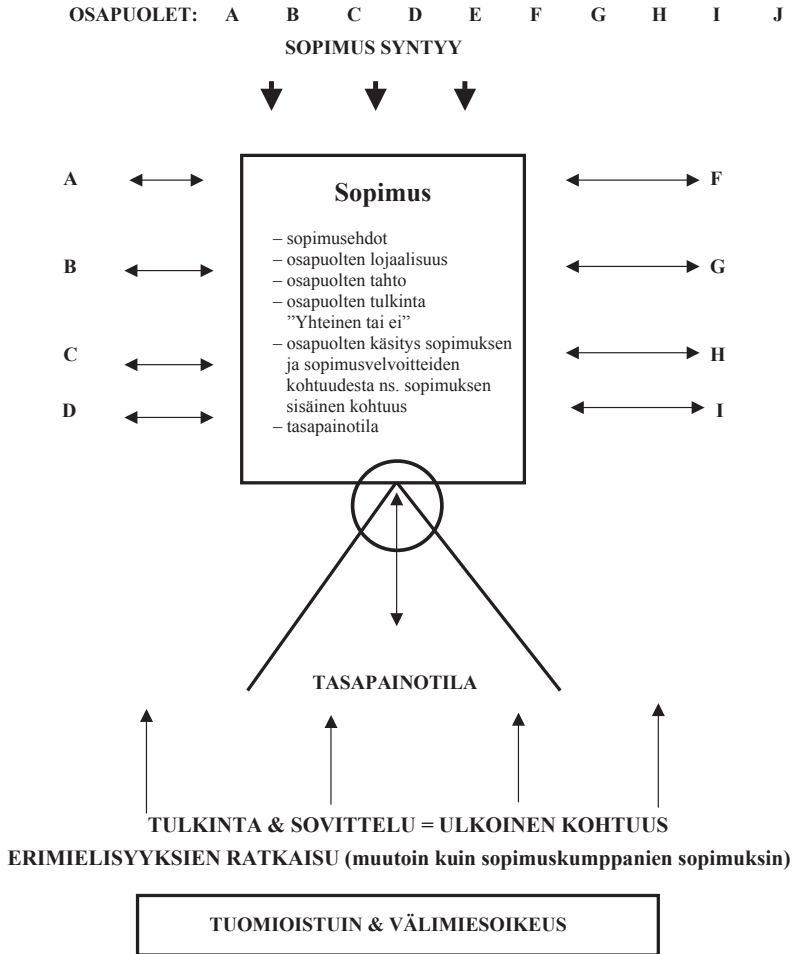 OSAPUOLET: A B C D E F G H I J
SOPIMUS SYNTYY
Sopimus
A
F
– sopimusehdot
– osapuolten lojaalisuus
B
G
– osapuolten tahto
– osapuolten tulkinta
”Yhteinen tai ei”
C
H
– osapuolten käsitys sopimuksen
ja sopimusvelvoitteiden
kohtuudesta ns. sopimuksen
D
I
sisäinen kohtuus
– tasapainotila
TASAPAINOTILA
TULKINTA & SOVITTELU = ULKOINEN KOHTUUS
ERIMIELISYYKSIEN RATKAISU (muutoin kuin sopimuskumppanien sopimuksin)
TUOMIOISTUIN & VÄLIMIESOIKEUS